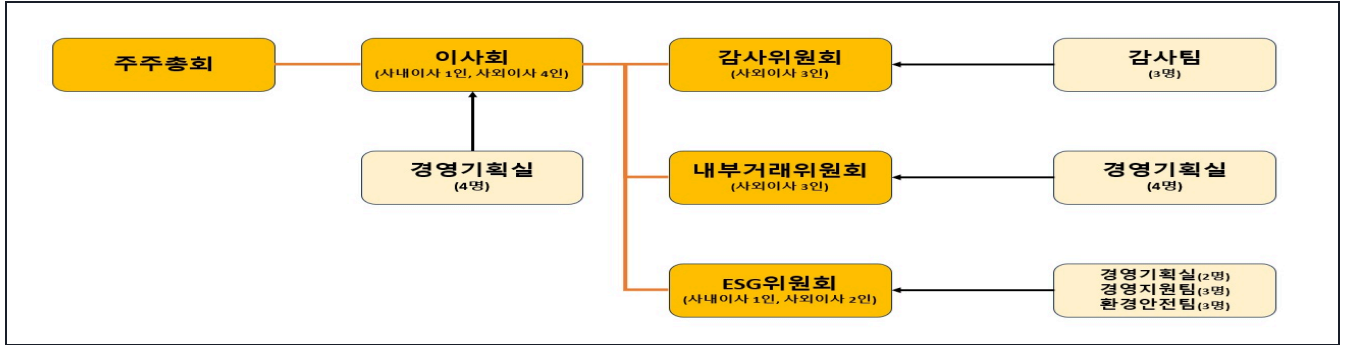 주주총회
이사회
(사내이사 1인, 사외이사 4인)
감사위원회
(사외이사 3인)
감사팀
(3명)
경영기획실
(4명)
내부거래위원회
(사외이사 3인)
경영기획실
(4명)
ESG위원회
(사내이사 1인, 사외이사 2인)
경영기획실(2명)
경영지원팀(3명)
환경안전팀(3명)